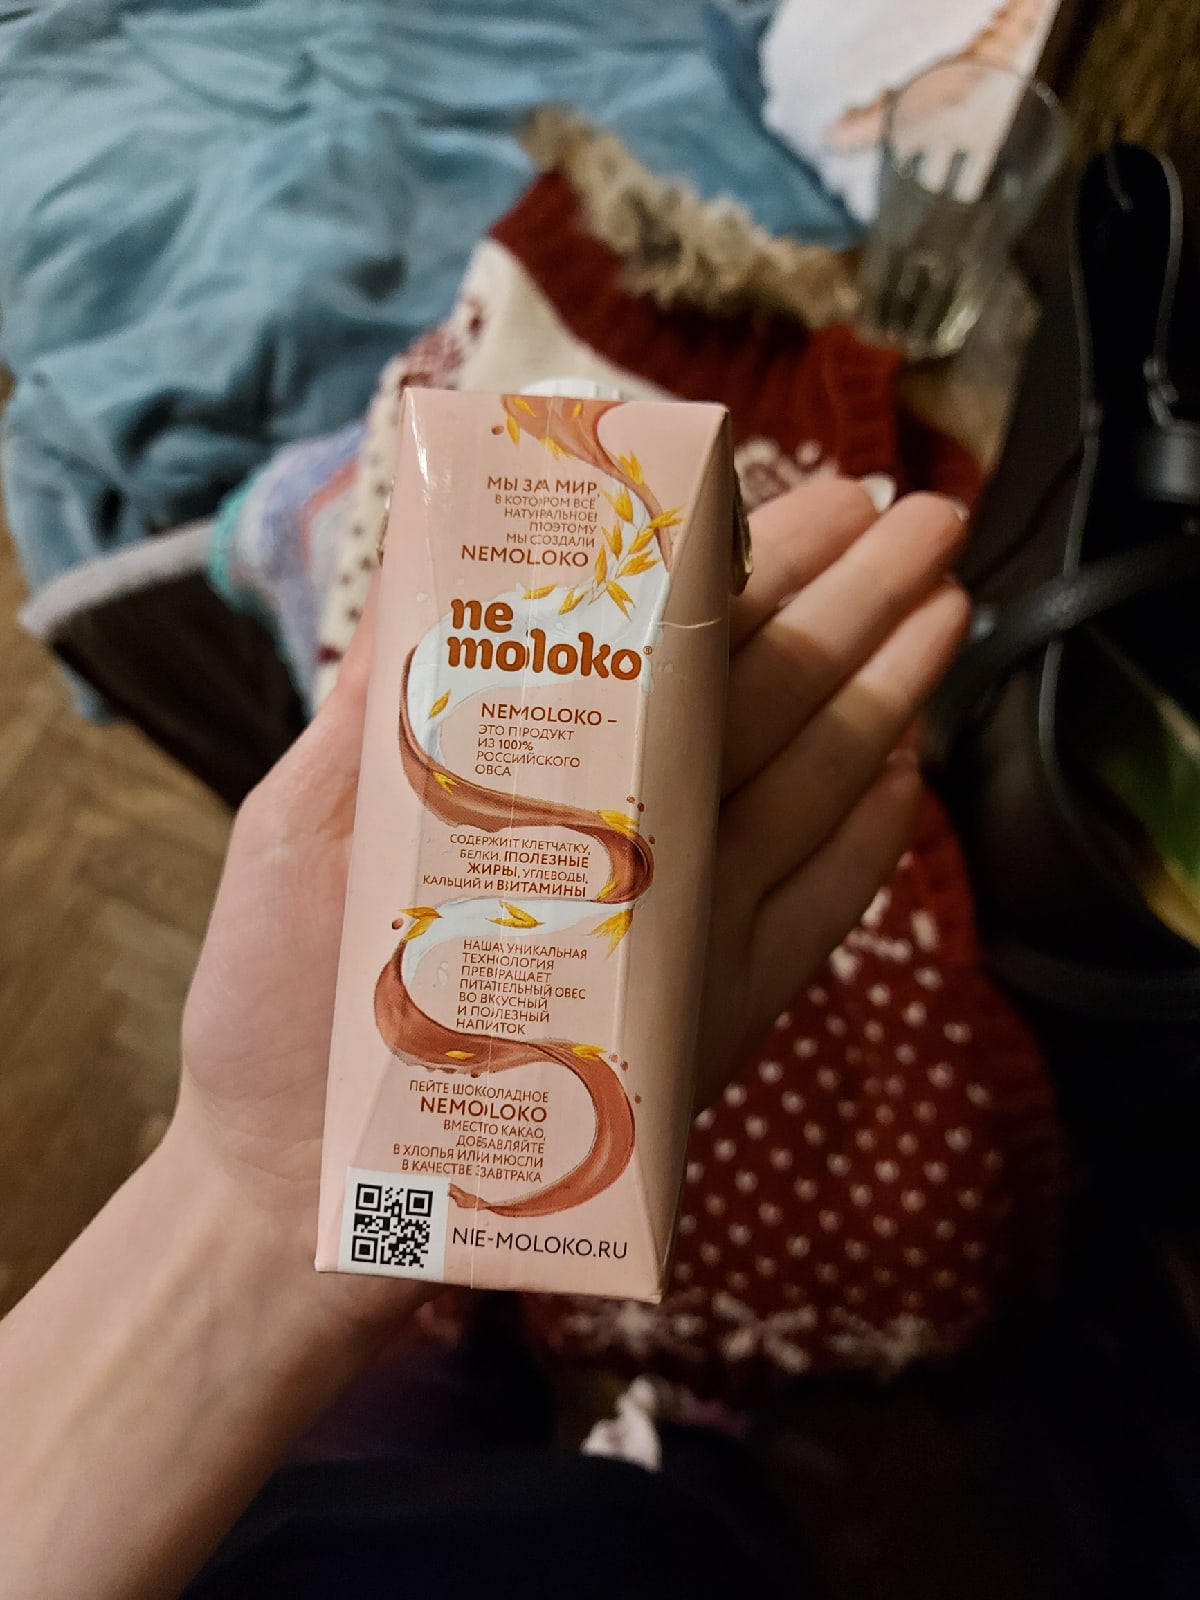 МЫ ЗА МИР,
В КОТОРОМ ВСЁ
НАТУРАЛЬНОЕ!
ПОЭТОМУ
МЫ СОЗДАЛИ
NEMOLOKO
ne
moloko®
NEMOLOKO –
ЭТО ПРОДУКТ
ИЗ 100%
РОССИЙСКОГО
ОВСА
СОДЕРЖИТ КЛЕТЧАТКУ,
БЕЛКИ, ПОЛЕЗНЫЕ
ЖИРЫ, УГЛЕВОДЫ,
КАЛЬЦИЙ И ВИТАМИНЫ
НАША УНИКАЛЬНАЯ
ТЕХНОЛОГИЯ
ПРЕВРАЩАЕТ
ПИТАТЕЛЬНЫЙ ОВЕС
ВО ВКУСНЫЙ
И ПОЛЕЗНЫЙ
НАПИТОК
ПЕЙТЕ ШОКОЛАДНОЕ
NEMOLOKO
ВМЕСТО КАКАО,
ДОБАВЛЯЙТЕ
В ХЛОПЬЯ ИЛИ МЮСЛИ
В КАЧЕСТВЕ ЗАВТРАКА
NE-MOLOKO.RU